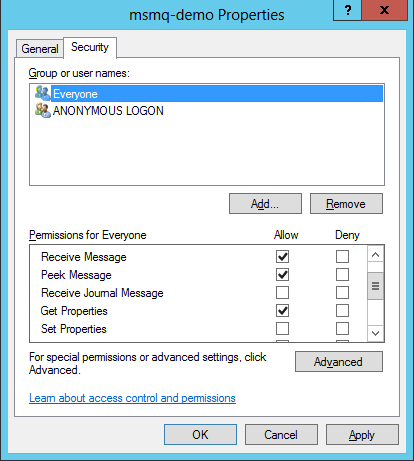 msmq-demo Properties
?
x
General
Security
Group or user names:
Everyone
ANONYMOUS LOGON
Add...
Remove
Permissions for Everyone
Allow
Deny
Receive Message
Peek Message
Receive Journal Message
Get Properties
Set Properties
For special permissions or advanced settings, click
Advanced.
Advanced
Learn about access control and permissions
OK
Cancel
Apply